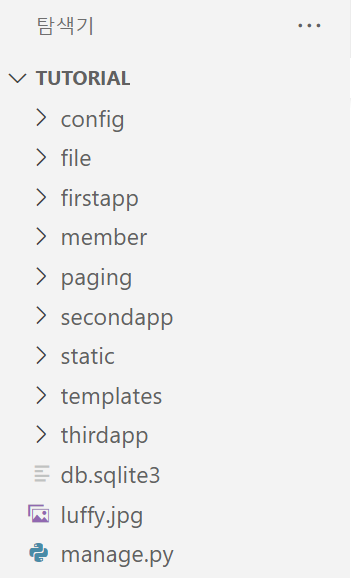 탐색기
TUTORIAL
config
file
firstapp
member
paging
secondapp
static
templates
thirdapp
db.sqlite3
luffy.jpg
manage.py